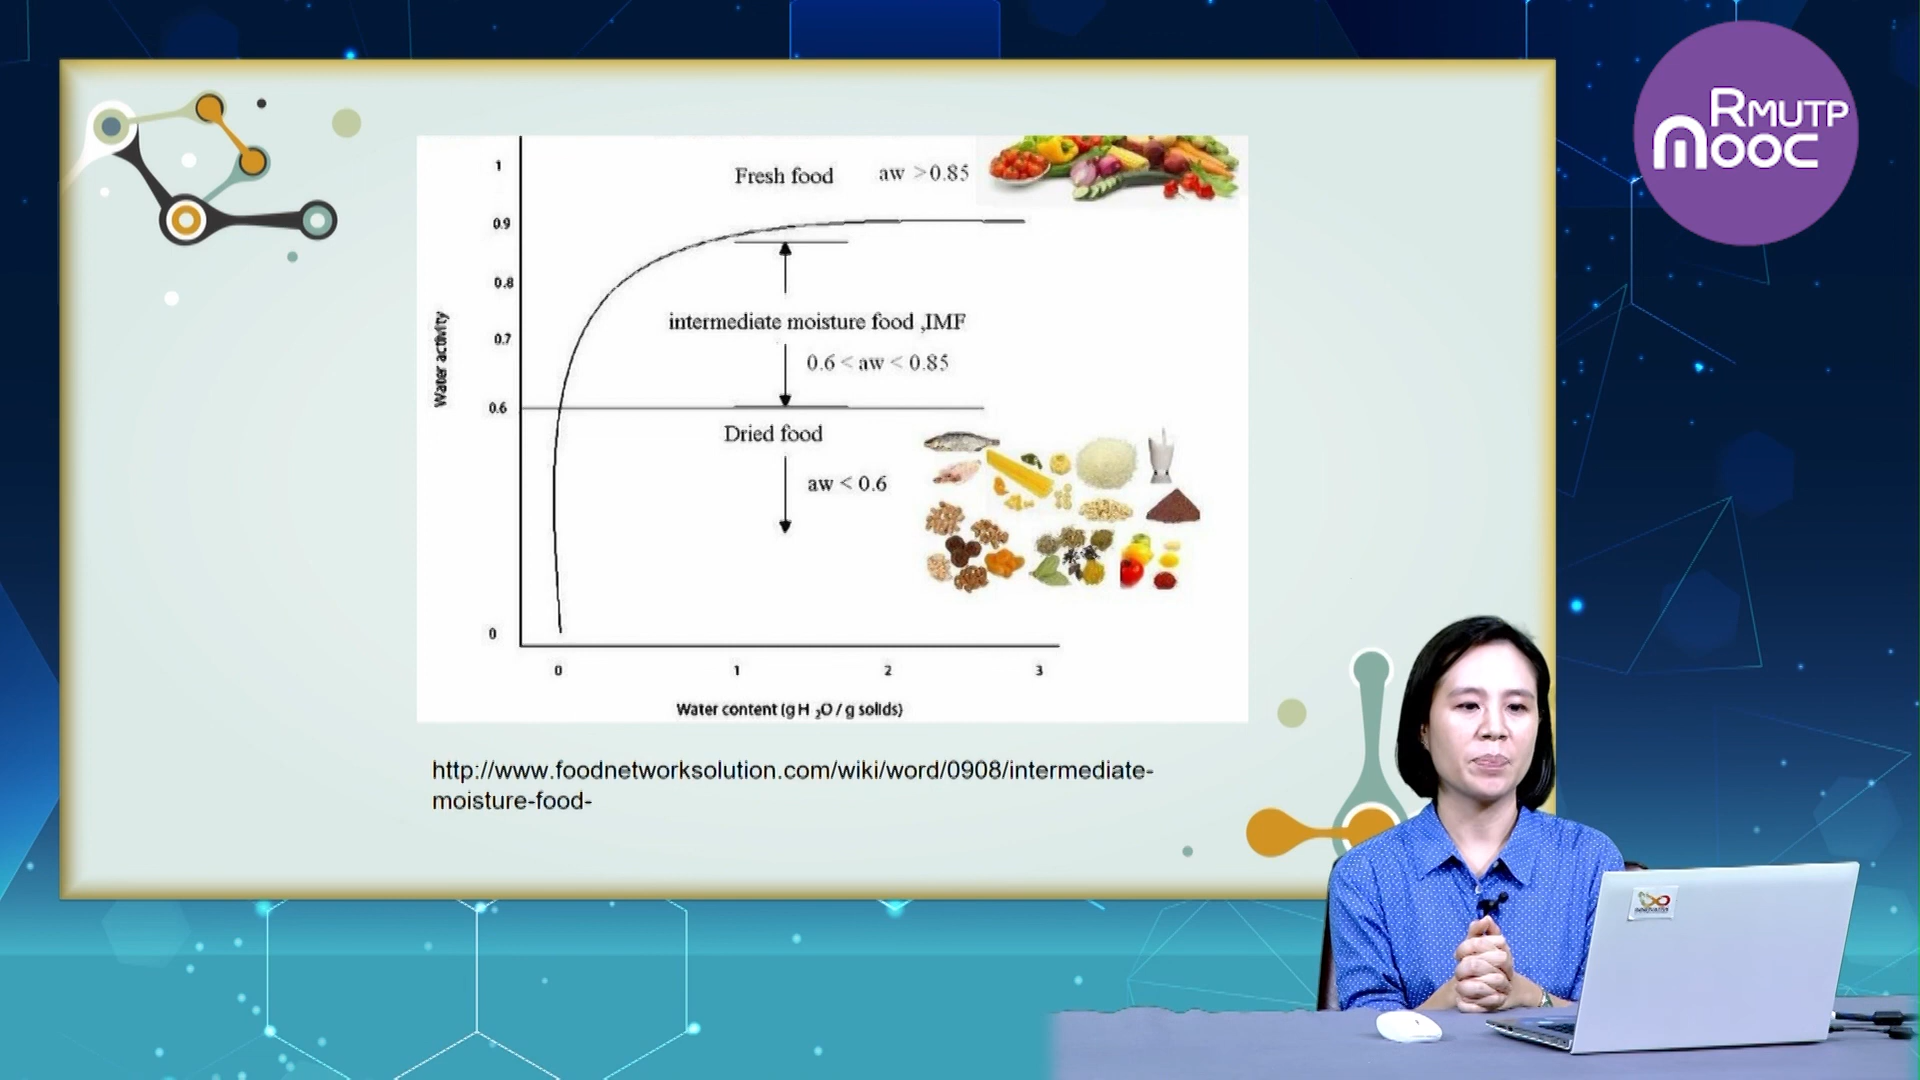 RMUTP
MOOC
1
Fresh food aw >0.85
0.9
0.8
intermediate moisture food ,IMF
0.7
0.6 < aw < 0.85
Water activity
0.6
Dried food
aw < 0.6
0
0 1 2 3
Water content (g H ₂O / g solids)
http://www.foodnetworksolution.com/wiki/word/0908/intermediate-
moisture-food-